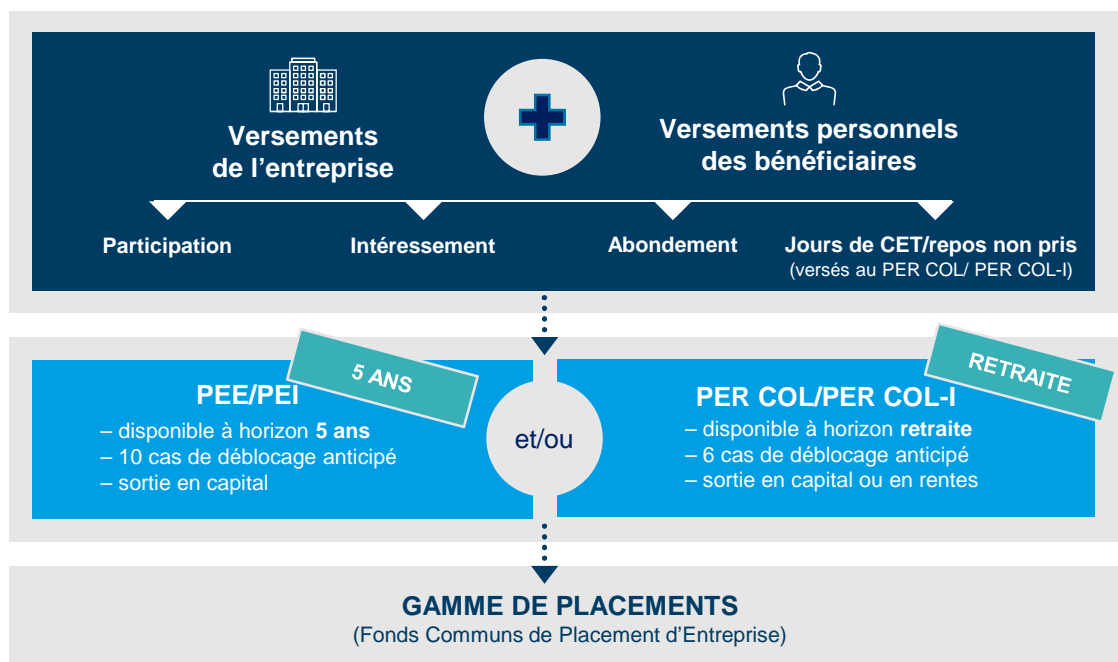 Versements
de l’entreprise
Versements personnels
des bénéficiaires
Participation
Intéressement
Abondement
Jours de CET/repos non pris
(versés au PER COL/ PER COL-I)
5 ANS
PEE/PEI
– disponible à horizon 5 ans
– 10 cas de déblocage anticipé
– sortie en capital
et/ou
RETRAITE
PER COL/PER COL-I
– disponible à horizon retraite
– 6 cas de déblocage anticipé
– sortie en capital ou en rentes
GAMME DE PLACEMENTS
(Fonds Communs de Placement d’Entreprise)